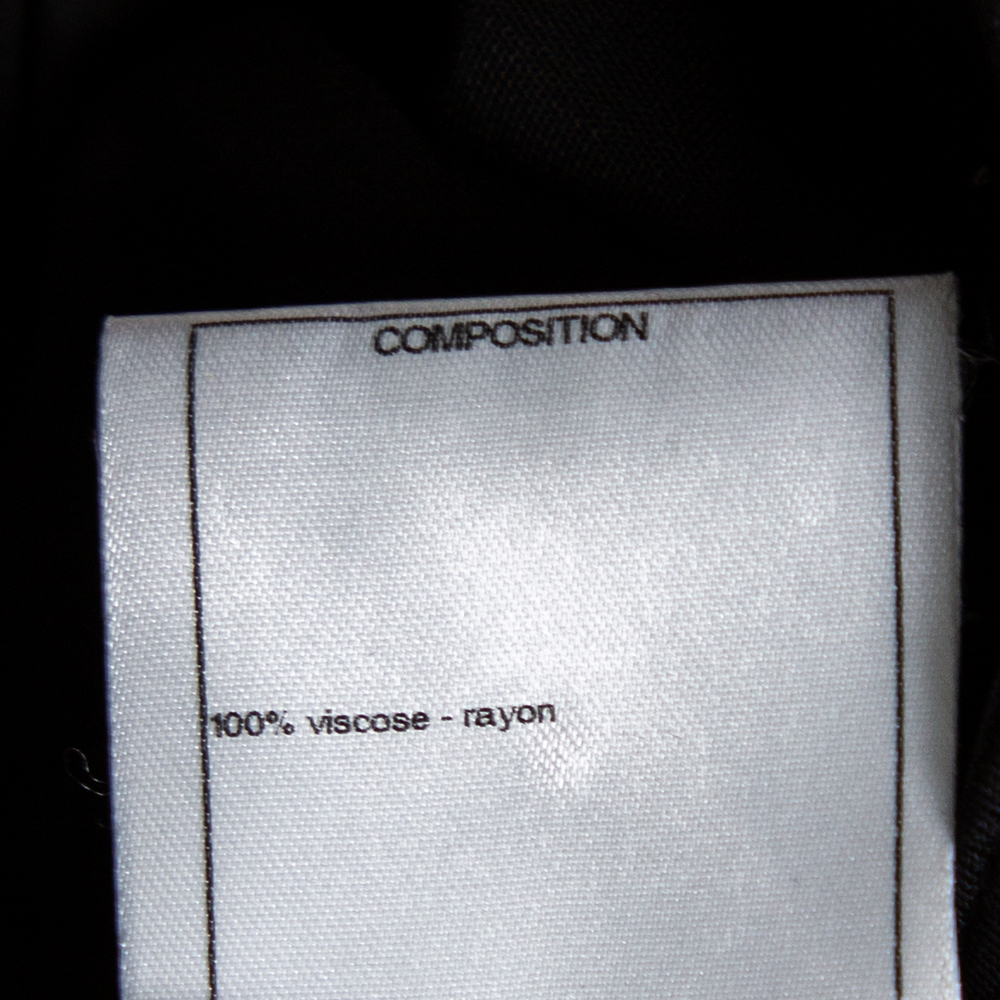 COMPOSITION
100% viscose - rayon